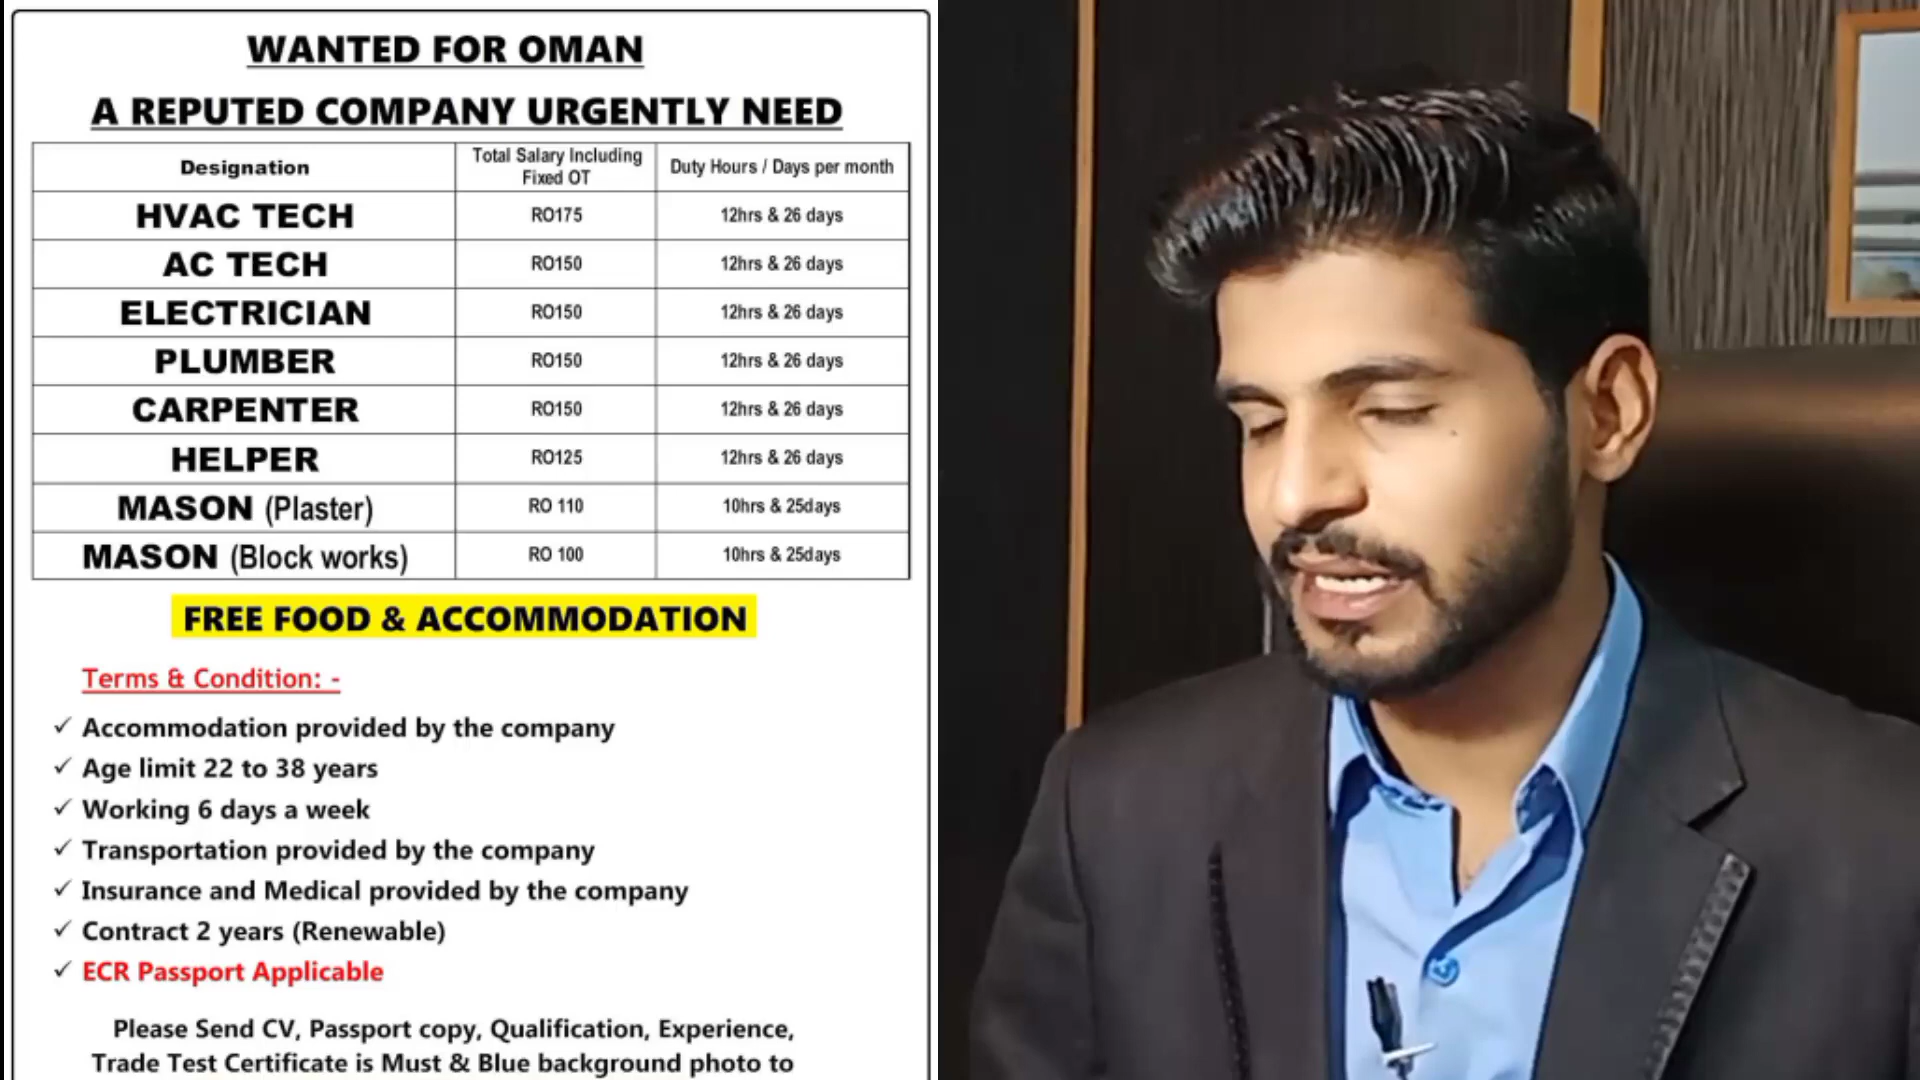 WANTED FOR OMAN
A REPUTED COMPANY URGENTLY NEED
Designation Total Salary Including Fixed OT Duty Hours / Days per month
HVAC TECH RO175 12hrs & 26 days
AC TECH RO150 12hrs & 26 days
ELECTRICIAN RO150 12hrs & 26 days
PLUMBER RO150 12hrs & 26 days
CARPENTER RO150 12hrs & 26 days
HELPER RO125 12hrs & 26 days
MASON (Plaster) RO 110 10hrs & 25days
MASON (Block works) RO 100 10hrs & 25days
FREE FOOD & ACCOMMODATION
Terms & Condition: -
✓ Accommodation provided by the company
✓ Age limit 22 to 38 years
✓ Working 6 days a week
✓ Transportation provided by the company
✓ Insurance and Medical provided by the company
✓ Contract 2 years (Renewable)
✓ ECR Passport Applicable
Please Send CV, Passport copy, Qualification, Experience,
Trade Test Certificate is Must & Blue background photo to